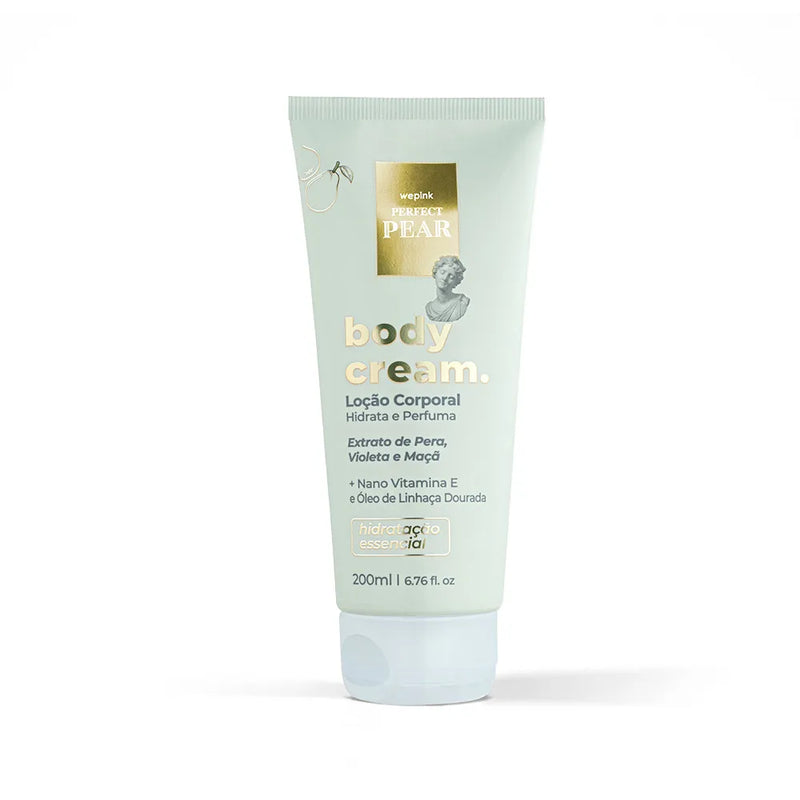 wepink
PERFECT
PEAR
body
cream.
Loção Corporal
Hidrata e Perfuma
Extrato de Pera,
Violeta e Maçã
+ Nano Vitamina E
e Óleo de Linhaça Dourada
hidratação
essencial
200ml | 6.76 fl. oz